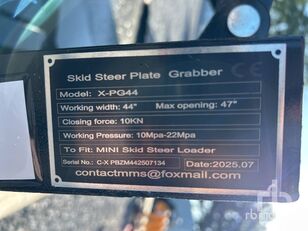 Skid Steer Plate Grabber CE
Model: X-PG44
Working width: 44" Max opening: 47"
Closing force: 10KN
Working Pressure: 10Mpa-22Mpa
To Fit: MINI Skid Steer Loader
Serial No.: C-X PBZM442507134 Date:2025.07
contactmms@foxmail.com